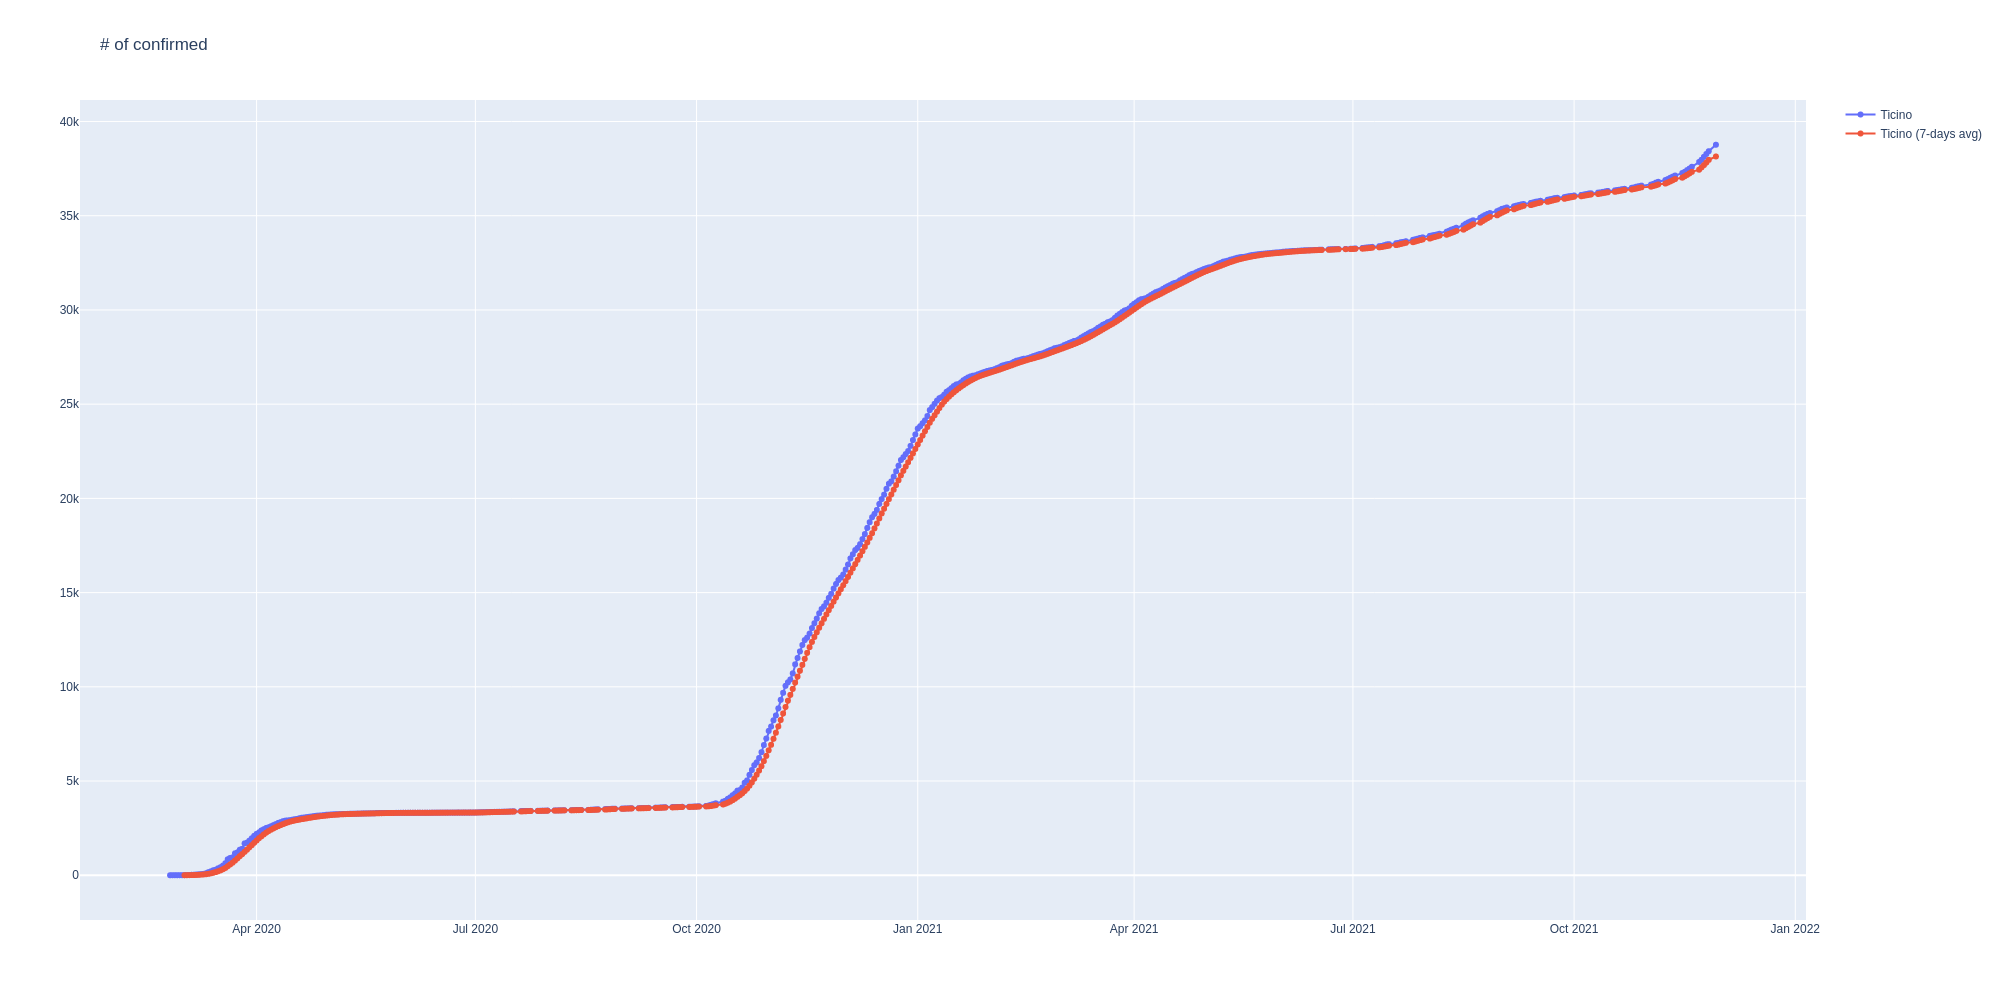 # of confirmed
Ticino
Ticino (7-days avg)
40k
35k
30k
25k
20k
15k
10k
5k
0
Apr 2020
Jul 2020
Oct 2020
Jan 2021
Apr 2021
Jul 2021
Oct 2021
Jan 2022